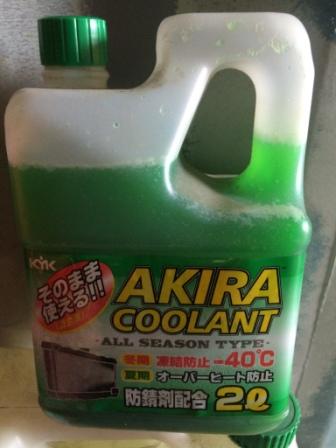 KYK
そのまま
使える!!
AKIRA
COOLANT
-ALL SEASON TYPE-
冬期 凍結防止 -40℃
夏期 オーバーヒート防止
防錆剤配合 2ℓ